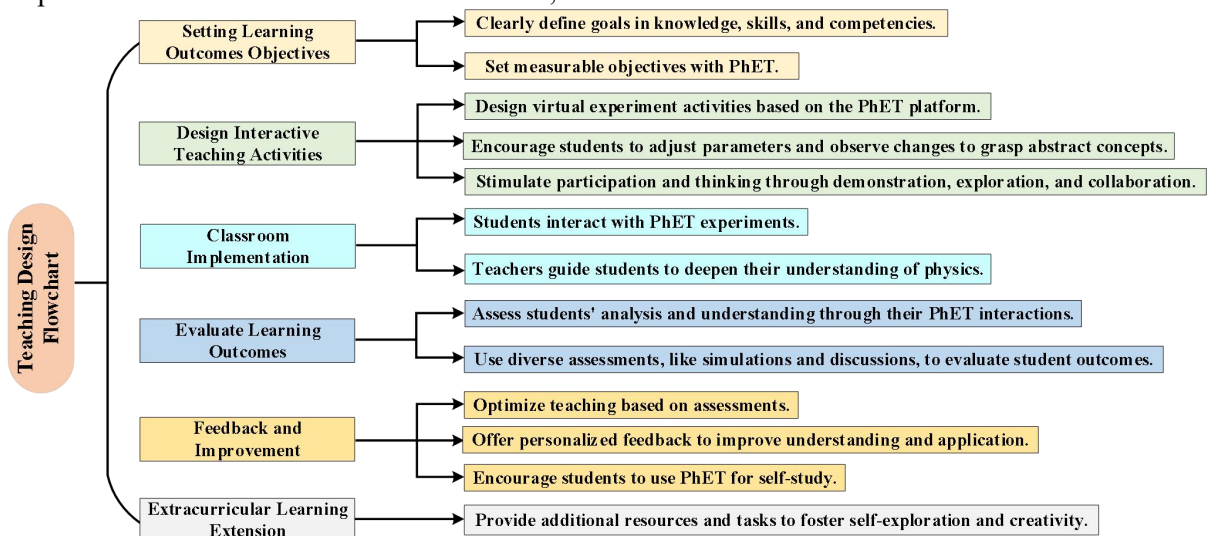 Teaching Design
Flowchart
Setting Learning
Outcomes Objectives
Clearly define goals in knowledge, skills, and competencies.
Set measurable objectives with PhET.
Design Interactive
Teaching Activities
Design virtual experiment activities based on the PhET platform.
Encourage students to adjust parameters and observe changes to grasp abstract concepts.
Stimulate participation and thinking through demonstration, exploration, and collaboration.
Classroom
Implementation
Students interact with PhET experiments.
Teachers guide students to deepen their understanding of physics.
Evaluate Learning
Outcomes
Assess students' analysis and understanding through their PhET interactions.
Use diverse assessments, like simulations and discussions, to evaluate student outcomes.
Feedback and
Improvement
Optimize teaching based on assessments.
Offer personalized feedback to improve understanding and application.
Encourage students to use PhET for self-study.
Extracurricular Learning
Extension
Provide additional resources and tasks to foster self-exploration and creativity.